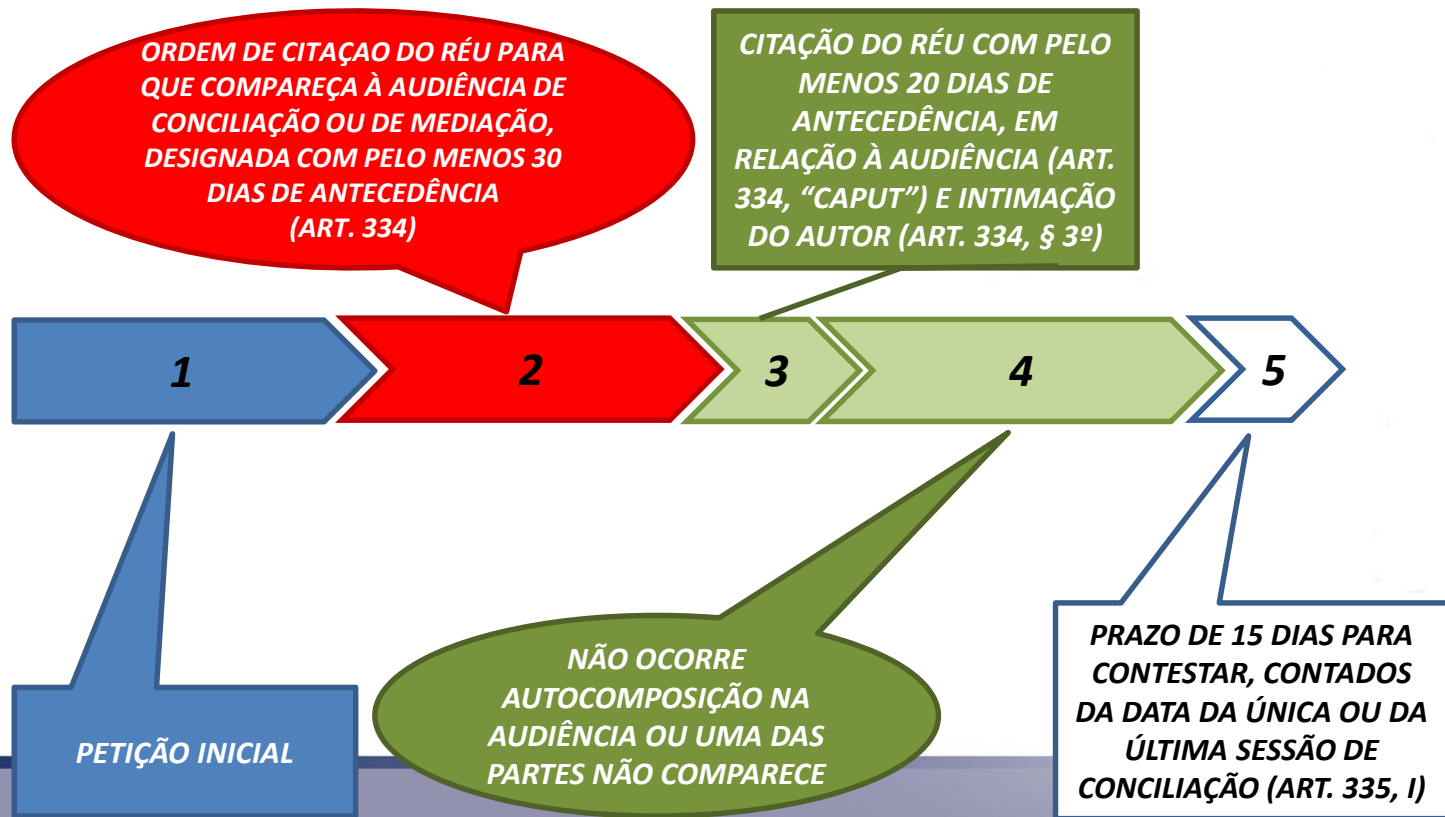 ORDEM DE CITAÇAO DO RÉU PARA
QUE COMPAREÇA À AUDIÊNCIA DE
CONCILIAÇÃO OU DE MEDIAÇÃO,
DESIGNADA COM PELO MENOS 30
DIAS DE ANTECEDÊNCIA
(ART. 334)
CITAÇÃO DO RÉU COM PELO
MENOS 20 DIAS DE
ANTECEDÊNCIA, EM
RELAÇÃO À AUDIÊNCIA (ART.
334, “CAPUT”) E INTIMAÇÃO
DO AUTOR (ART. 334, § 3º)
1
2
3
4
5
PETIÇÃO INICIAL
NÃO OCORRE
AUTOCOMPOSIÇÃO NA
AUDIÊNCIA OU UMA DAS
PARTES NÃO COMPARECE
PRAZO DE 15 DIAS PARA
CONTESTAR, CONTADOS
DA DATA DA ÚNICA OU DA
ÚLTIMA SESSÃO DE
CONCILIAÇÃO (ART. 335, I)